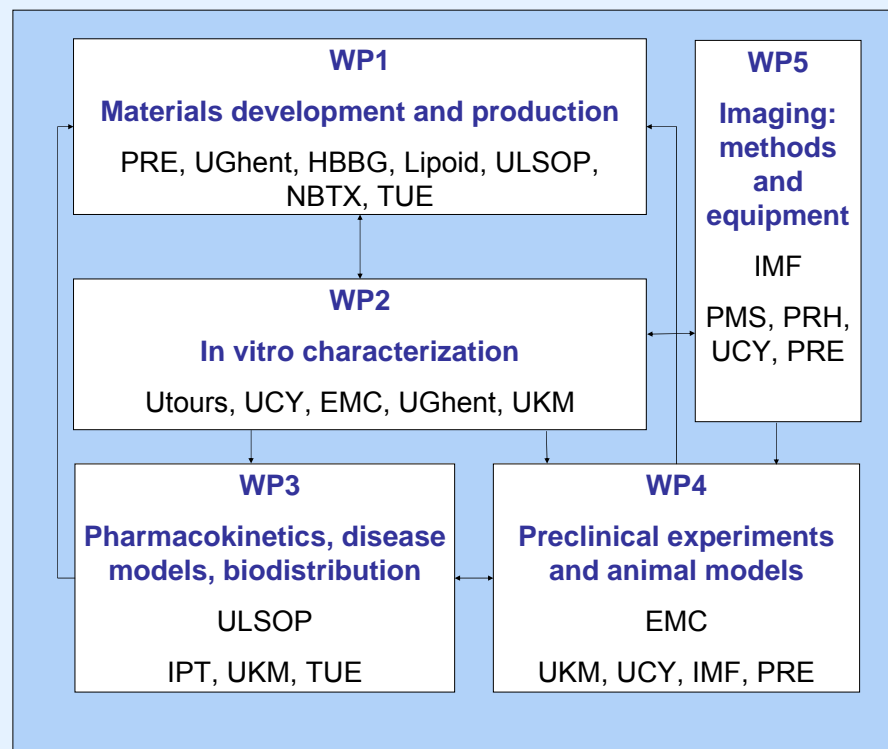 WP1
Materials development and production
PRE, UGhent, HBBG, Lipoid, ULSOP,
NBTX, TUE
WP5
Imaging:
methods
and
equipment
IMF
PMS, PRH,
UCY, PRE
WP2
In vitro characterization
Utours, UCY, EMC, UGhent, UKM
WP3
Pharmacokinetics, disease
models, biodistribution
ULSOP
IPT, UKM, TUE
WP4
Preclinical experiments
and animal models
EMC
UKM, UCY, IMF, PRE